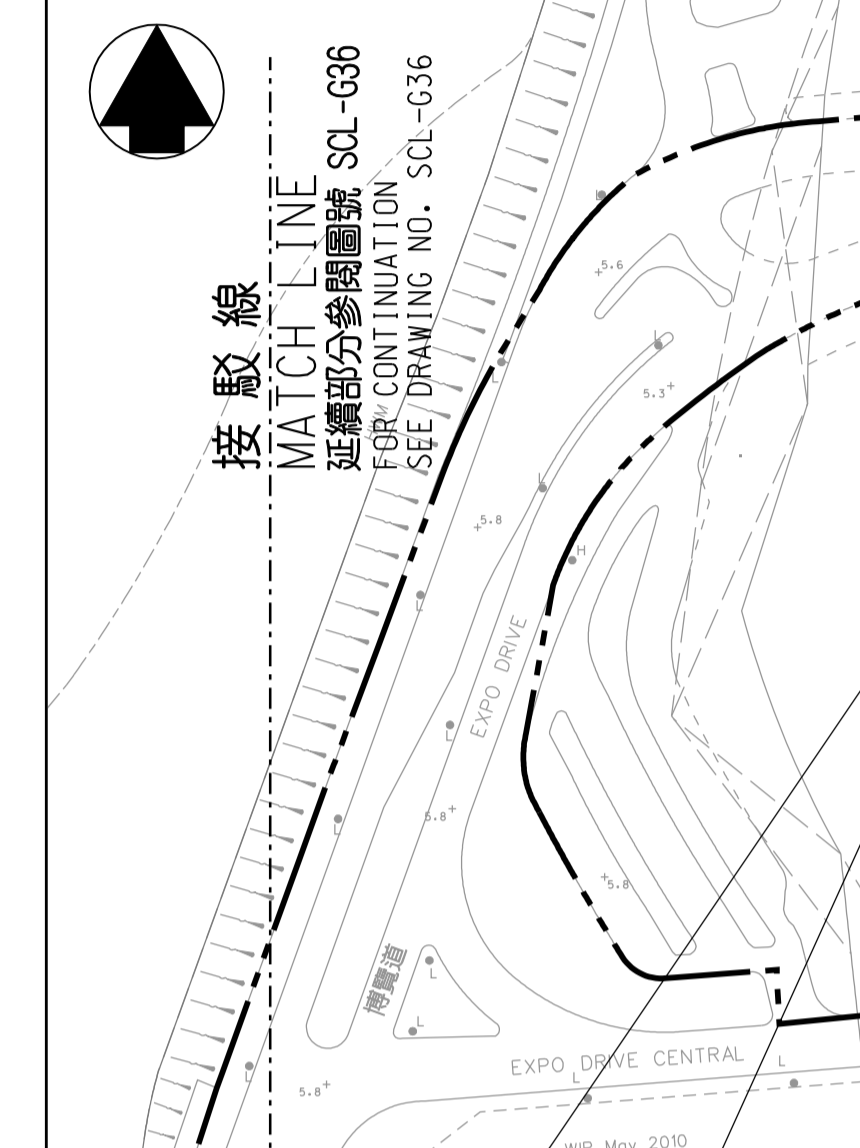 接駁線
MATCH LINE
延續部分參閱圖號 SCL-G36
FOR CONTINUATION
SEE DRAWING NO. SCL-G36
HWM
L
5.6
L
L
5.3
L
5.8
H
L
EXPO DRIVE
L
5.8
L
5.8
博覽道
L
L
EXPO DRIVE CENTRAL
L
L
L
5.8
WIP May 2010